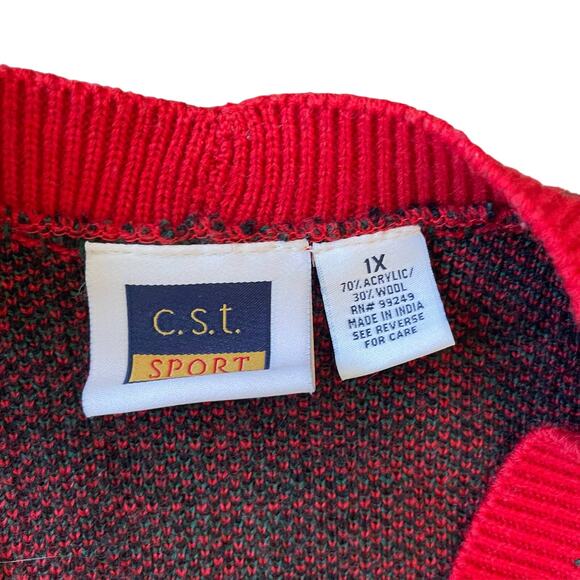 c.s.t.
SPORT
1X
70% ACRYLIC/
30% WOOL
RN# 99249
MADE IN INDIA
SEE REVERSE
FOR CARE